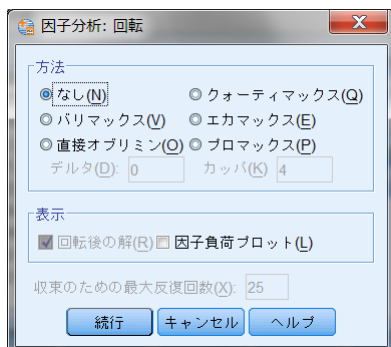 因子分析: 回転
方法
なし(N) クォーティマックス(Q)
バリマックス(V) エカマックス(E)
直接オブリミン(O) プロマックス(P)
デルタ(D): 0 カッパ(K) 4
表示
回転後の解(R) 因子負荷プロット(L)
収束のための最大反復回数(X): 25
続行 キャンセル ヘルプ